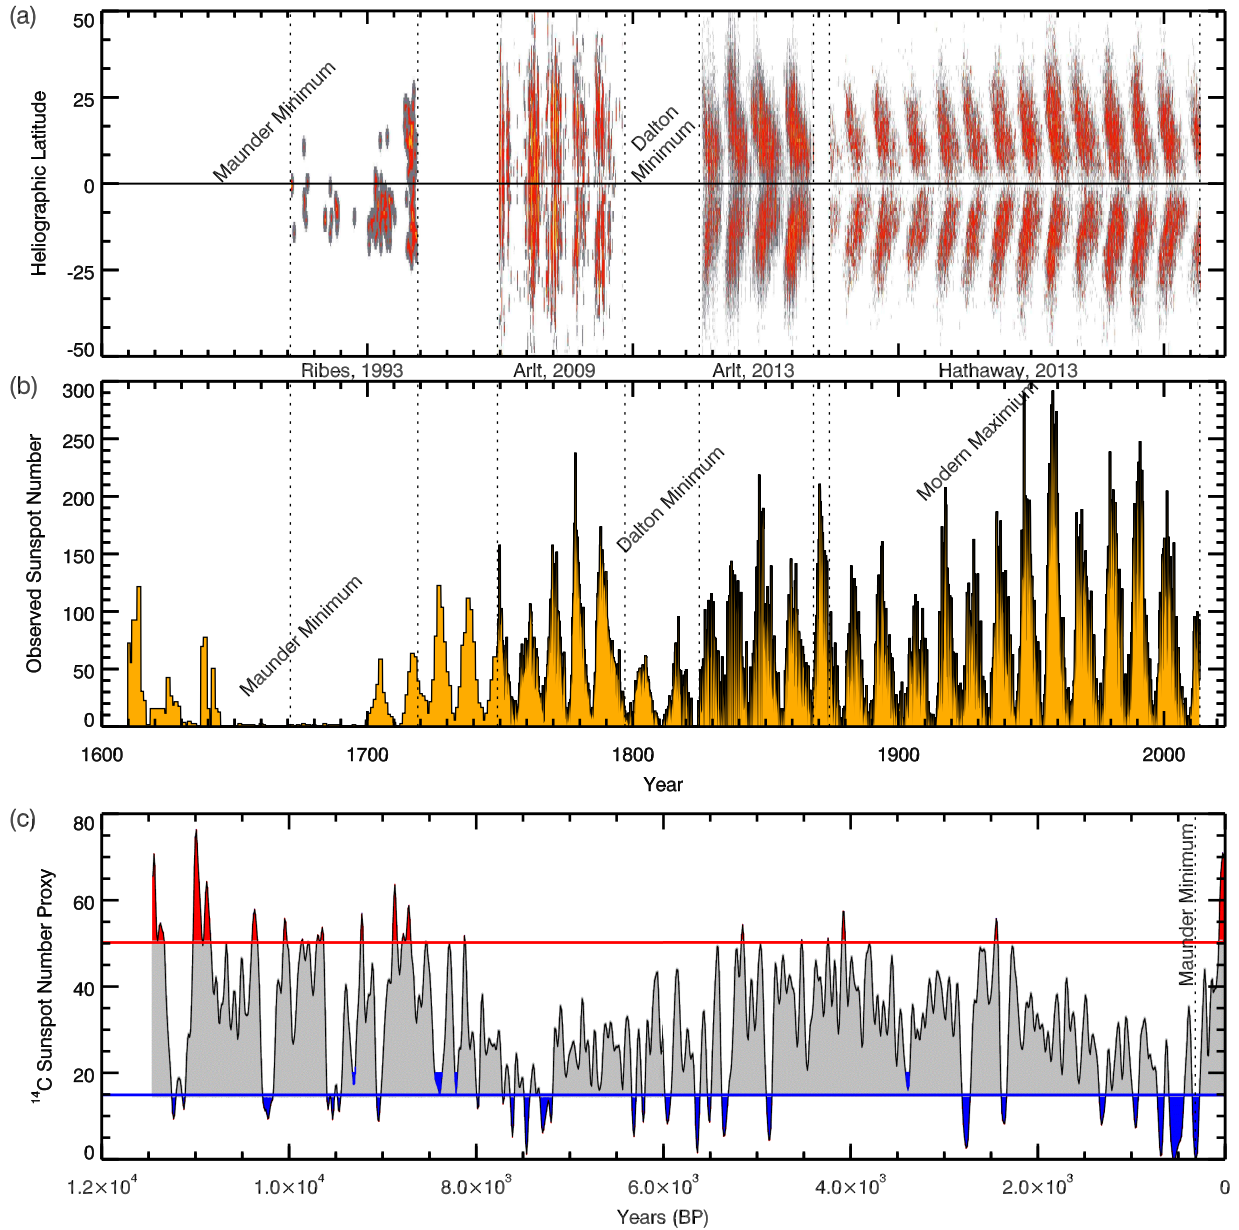 (a)
50
25
0
-25
-50
Heliographic Latitude
Maunder Minimum
Dalton
Minimum
Ribes, 1993
Arlt, 2009
Arlt, 2013
Hathaway, 2013
(b)
300
250
200
150
100
50
0
Observed Sunspot Number
Maunder Minimum
Dalton Minimum
Modern Maximium
1600
1700
1800
1900
2000
Year
(c)
80
60
40
20
0
¹⁴C Sunspot Number Proxy
Maunder Minimum
1.2×10⁴
1.0×10⁴
8.0×10³
6.0×10³
4.0×10³
2.0×10³
0
Years (BP)